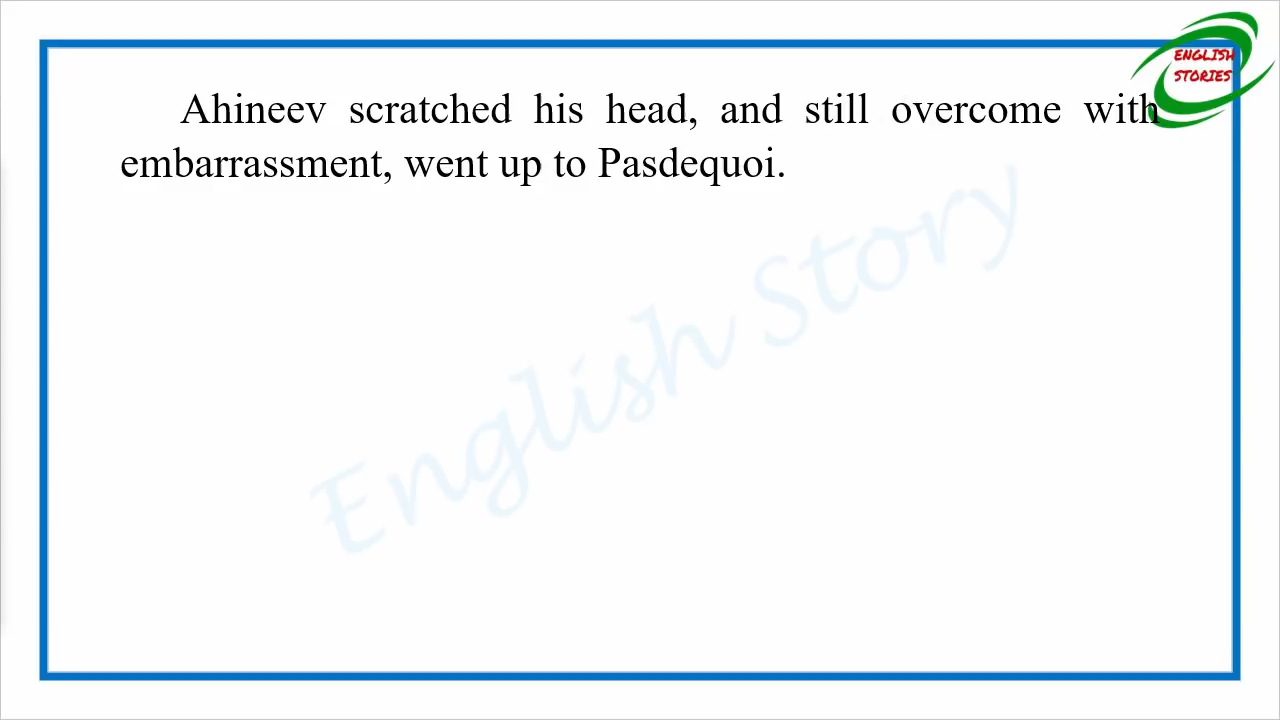 ENGLISH
STORIES
Ahineev scratched his head, and still overcome with
embarrassment, went up to Pasdequoi.
English Story